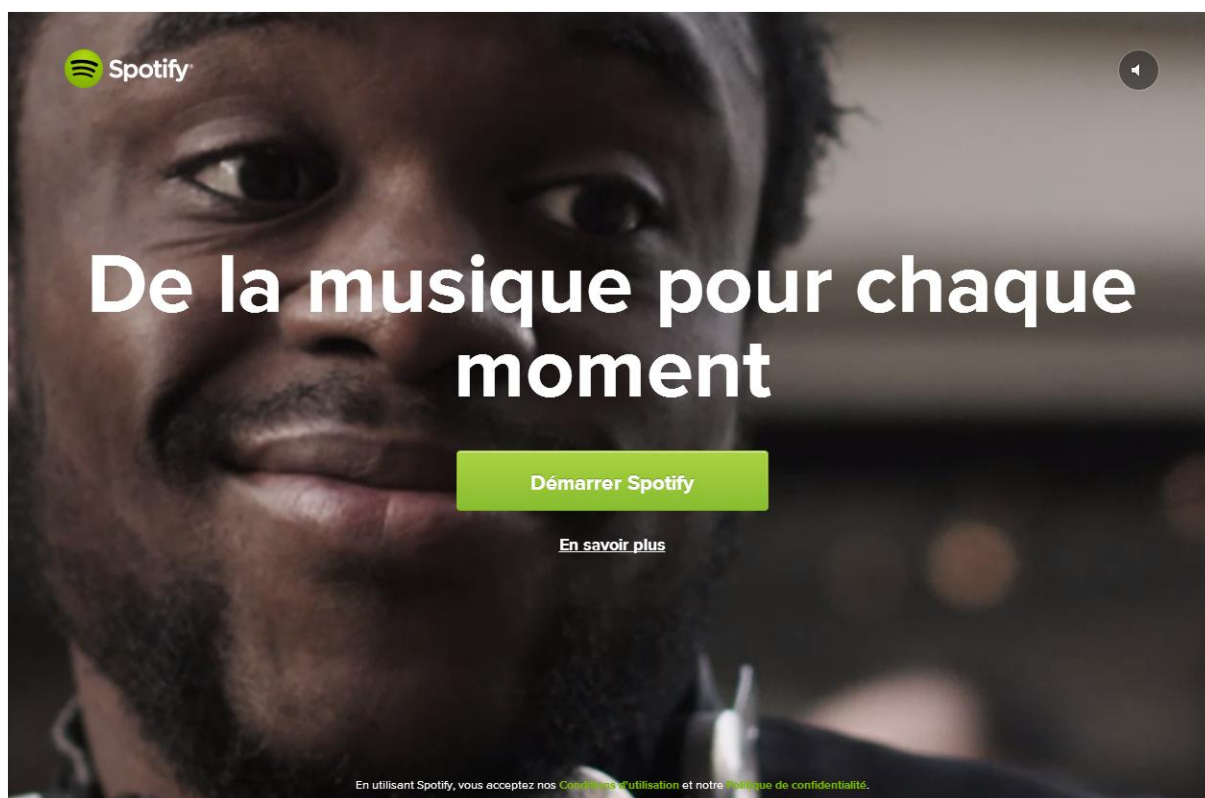 Spotify
De la musique pour chaque
moment
Démarrer Spotify
En savoir plus
En utilisant Spotify, vous acceptez nos Conditions d'utilisation et notre Politique de confidentialité.